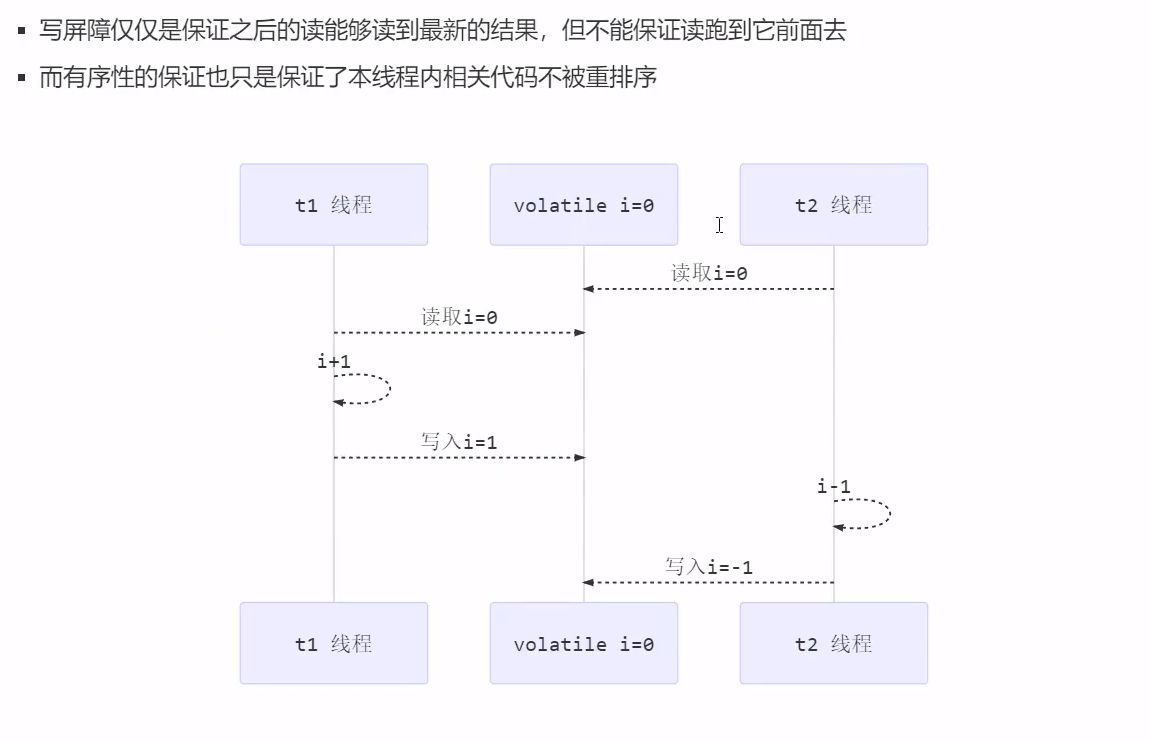 写屏障仅仅是保证之后的读能够读到最新的结果，但不能保证读跑到它前面去
而有序性的保证也只是保证了本线程内相关代码不被重排序
t1 线程
volatile i=0
t2 线程
读取i=0
读取i=0
i+1
写入i=1
i-1
写入i=-1
t1 线程
volatile i=0
t2 线程